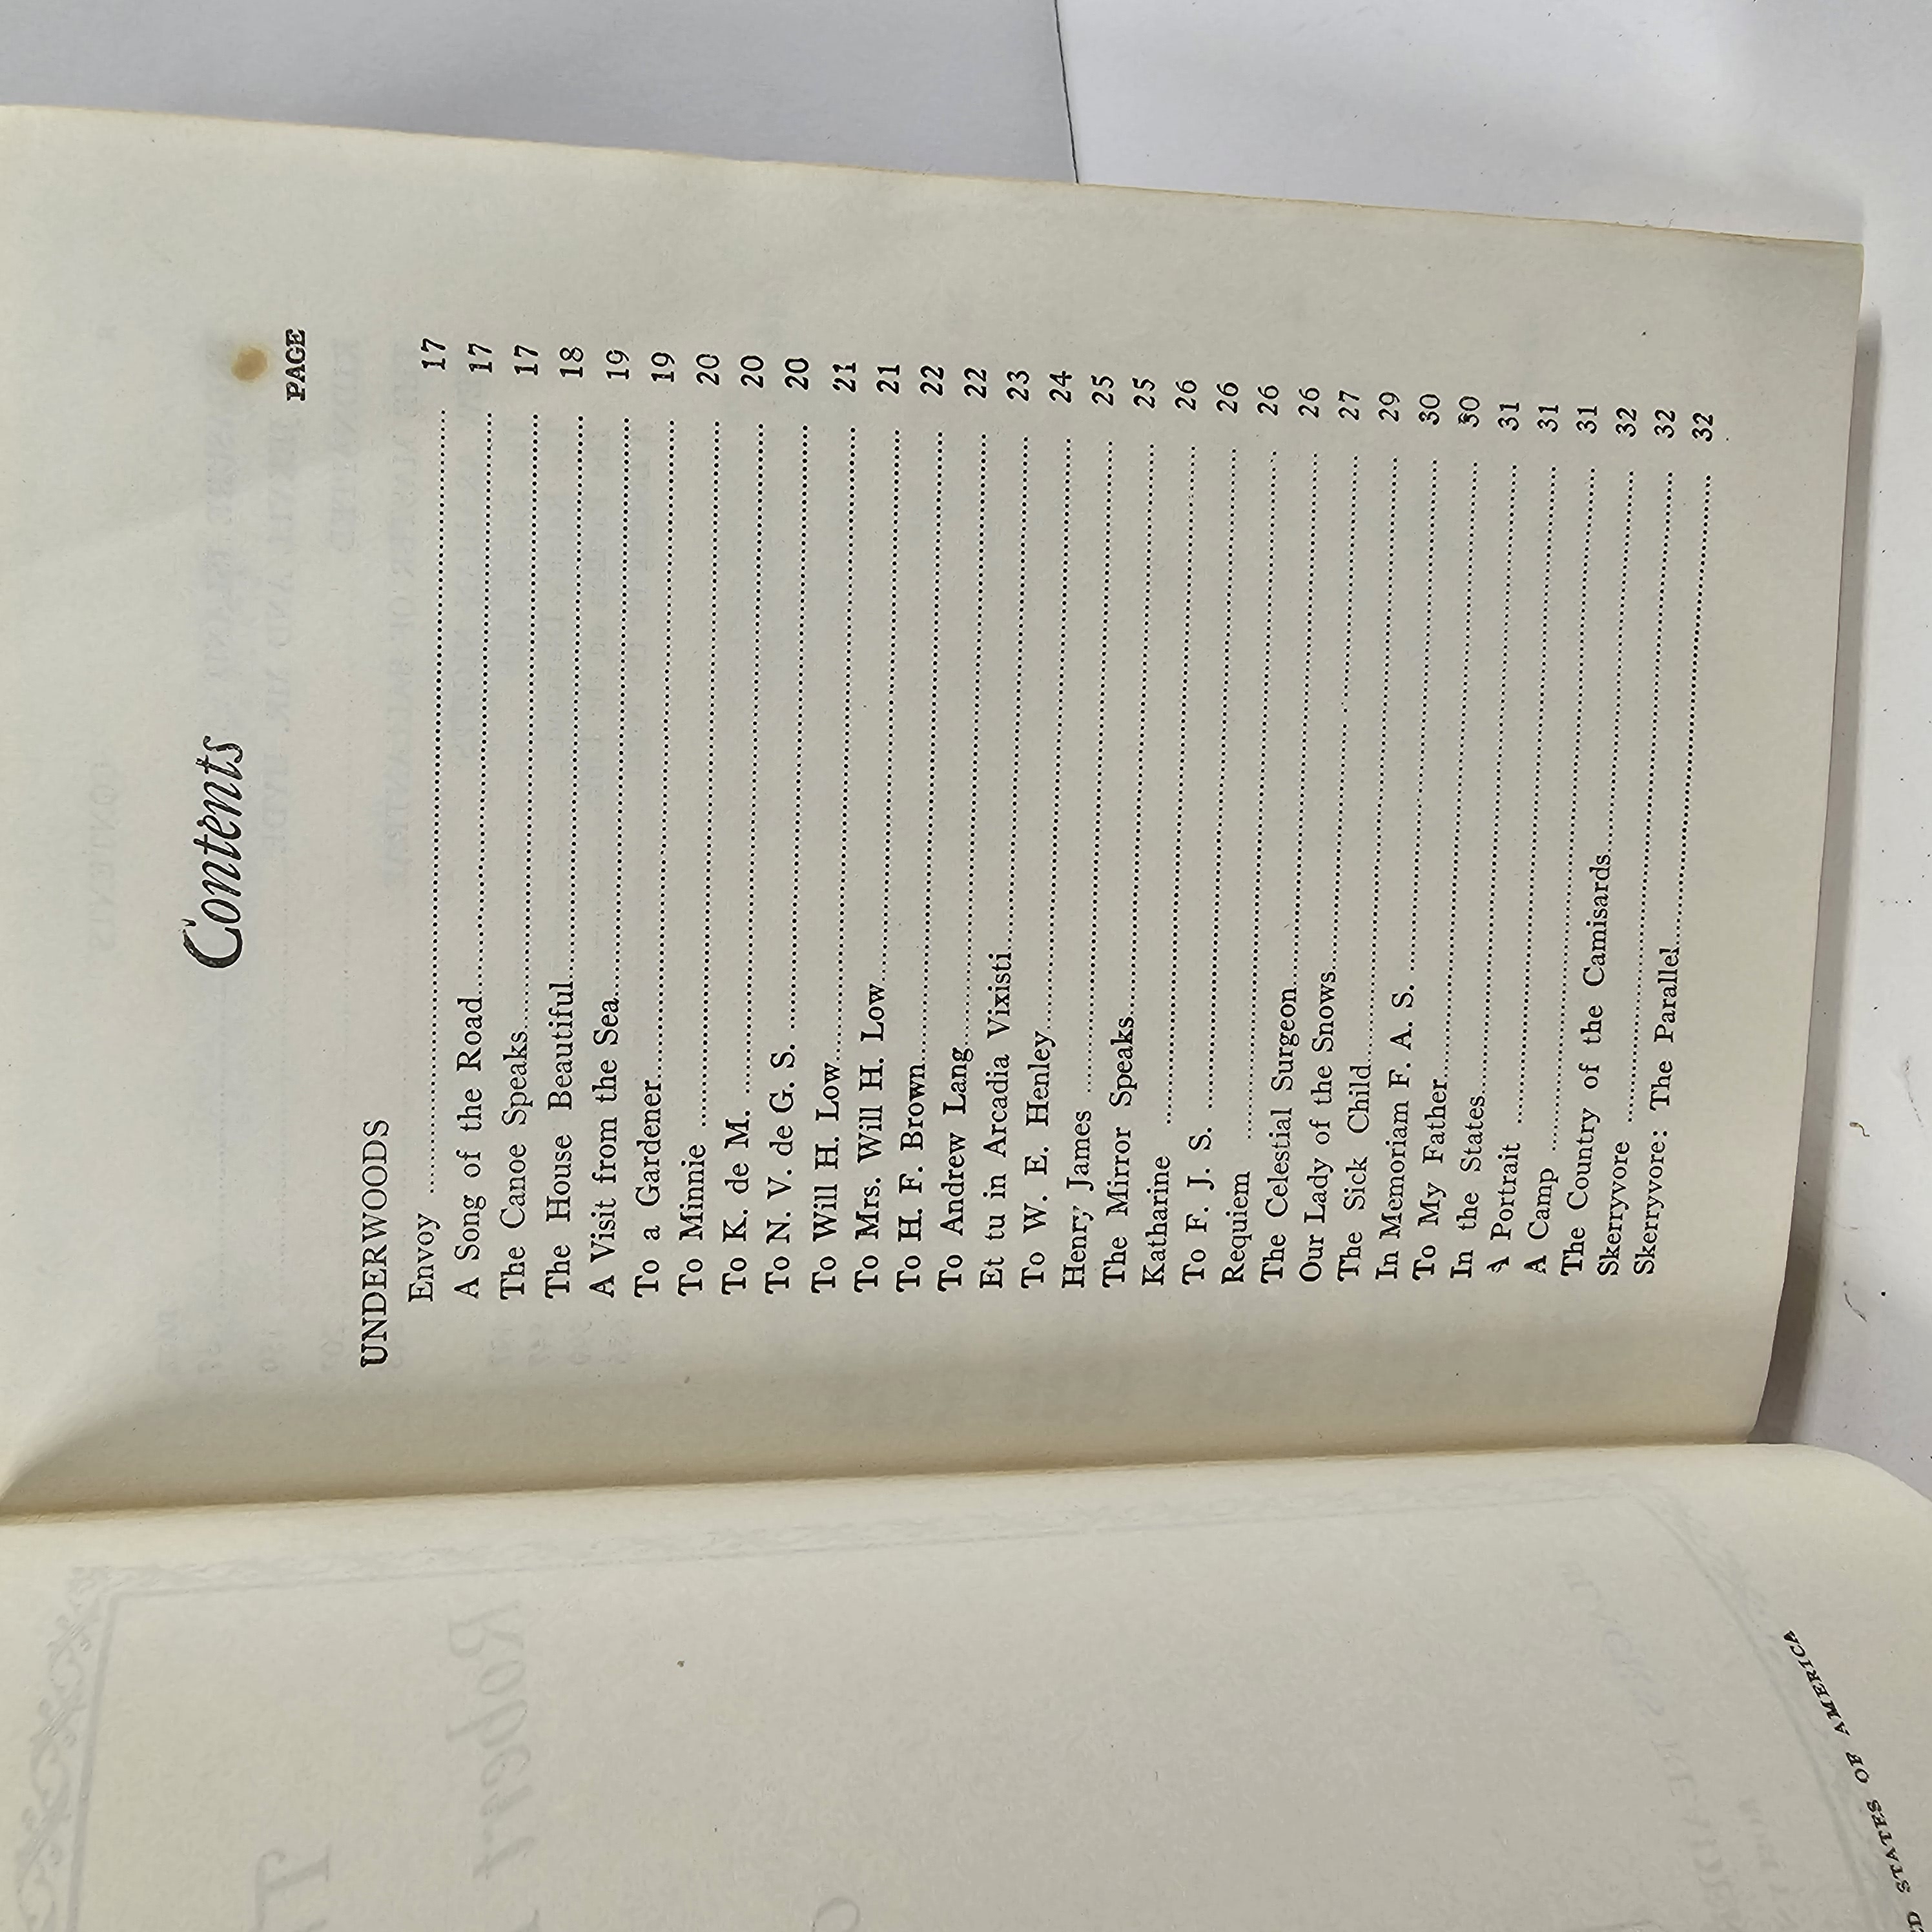 Contents
PAGE
UNDERWOODS
Envoy ........ 17
A Song of the Road........ 17
The Canoe Speaks........ 17
The House Beautiful........ 18
A Visit from the Sea........ 19
To a Gardener........ 19
To Minnie ........ 20
To K. de M. ........ 20
To N. V. de G. S. ........ 20
To Will H. Low........ 21
To Mrs. Will H. Low........ 21
To H. F. Brown........ 22
To Andrew Lang........ 22
Et tu in Arcadia Vixisti........ 23
To W. E. Henley........ 24
Henry James ........ 25
The Mirror Speaks........ 25
Katharine ........ 26
To F. J. S. ........ 26
Requiem ........ 26
The Celestial Surgeon........ 26
Our Lady of the Snows........ 27
The Sick Child........ 29
In Memoriam F. A. S. ........ 30
To My Father........ 30
In the States........ 31
A Portrait ........ 31
A Camp ........ 31
The Country of the Camisards........ 32
Skerryvore ........ 32
Skerryvore: The Parallel........ 32
STATES OF AMERICA